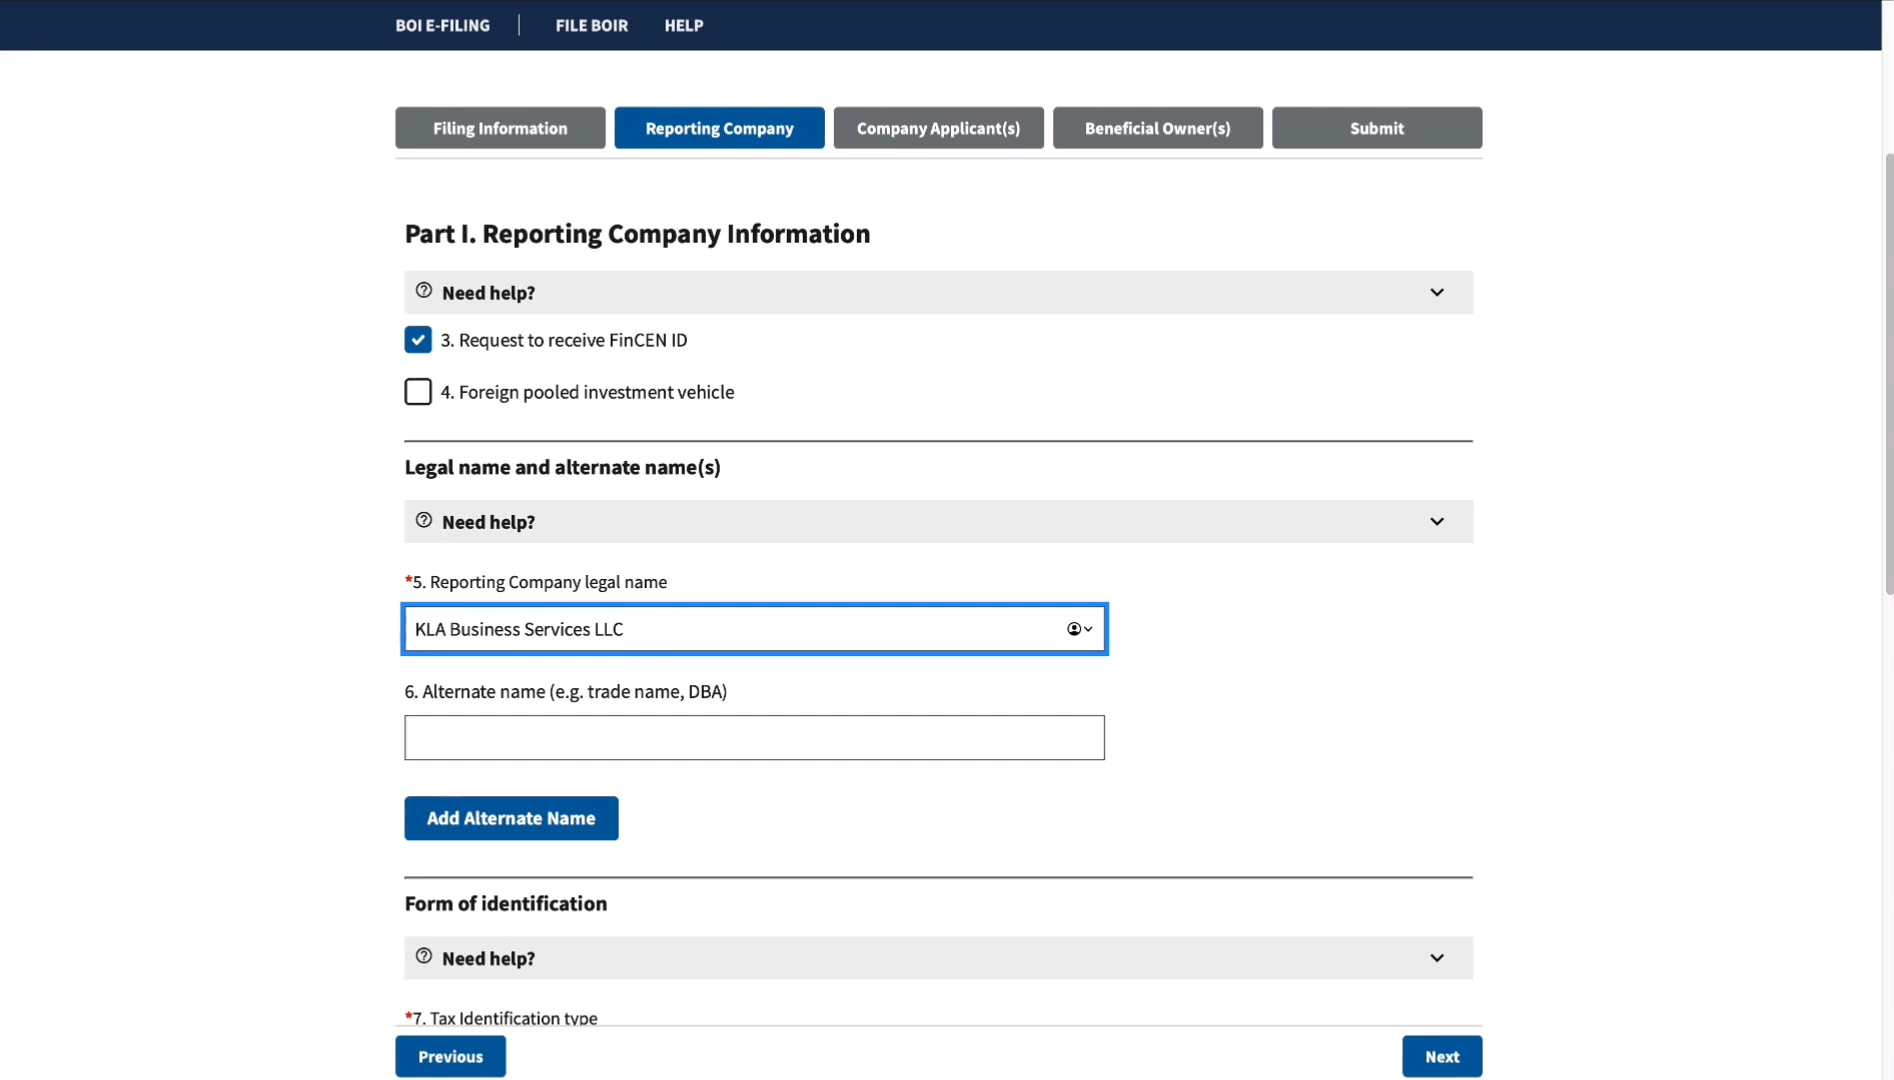 BOI E-FILING FILE BOIR HELP
Filing Information Reporting Company Company Applicant(s) Beneficial Owner(s) Submit
Part I. Reporting Company Information
Need help?
3. Request to receive FinCEN ID
4. Foreign pooled investment vehicle
Legal name and alternate name(s)
Need help?
*5. Reporting Company legal name
KLA Business Services LLC
6. Alternate name (e.g. trade name, DBA)
Add Alternate Name
Form of identification
Need help?
*7. Tax Identification type
Previous Next